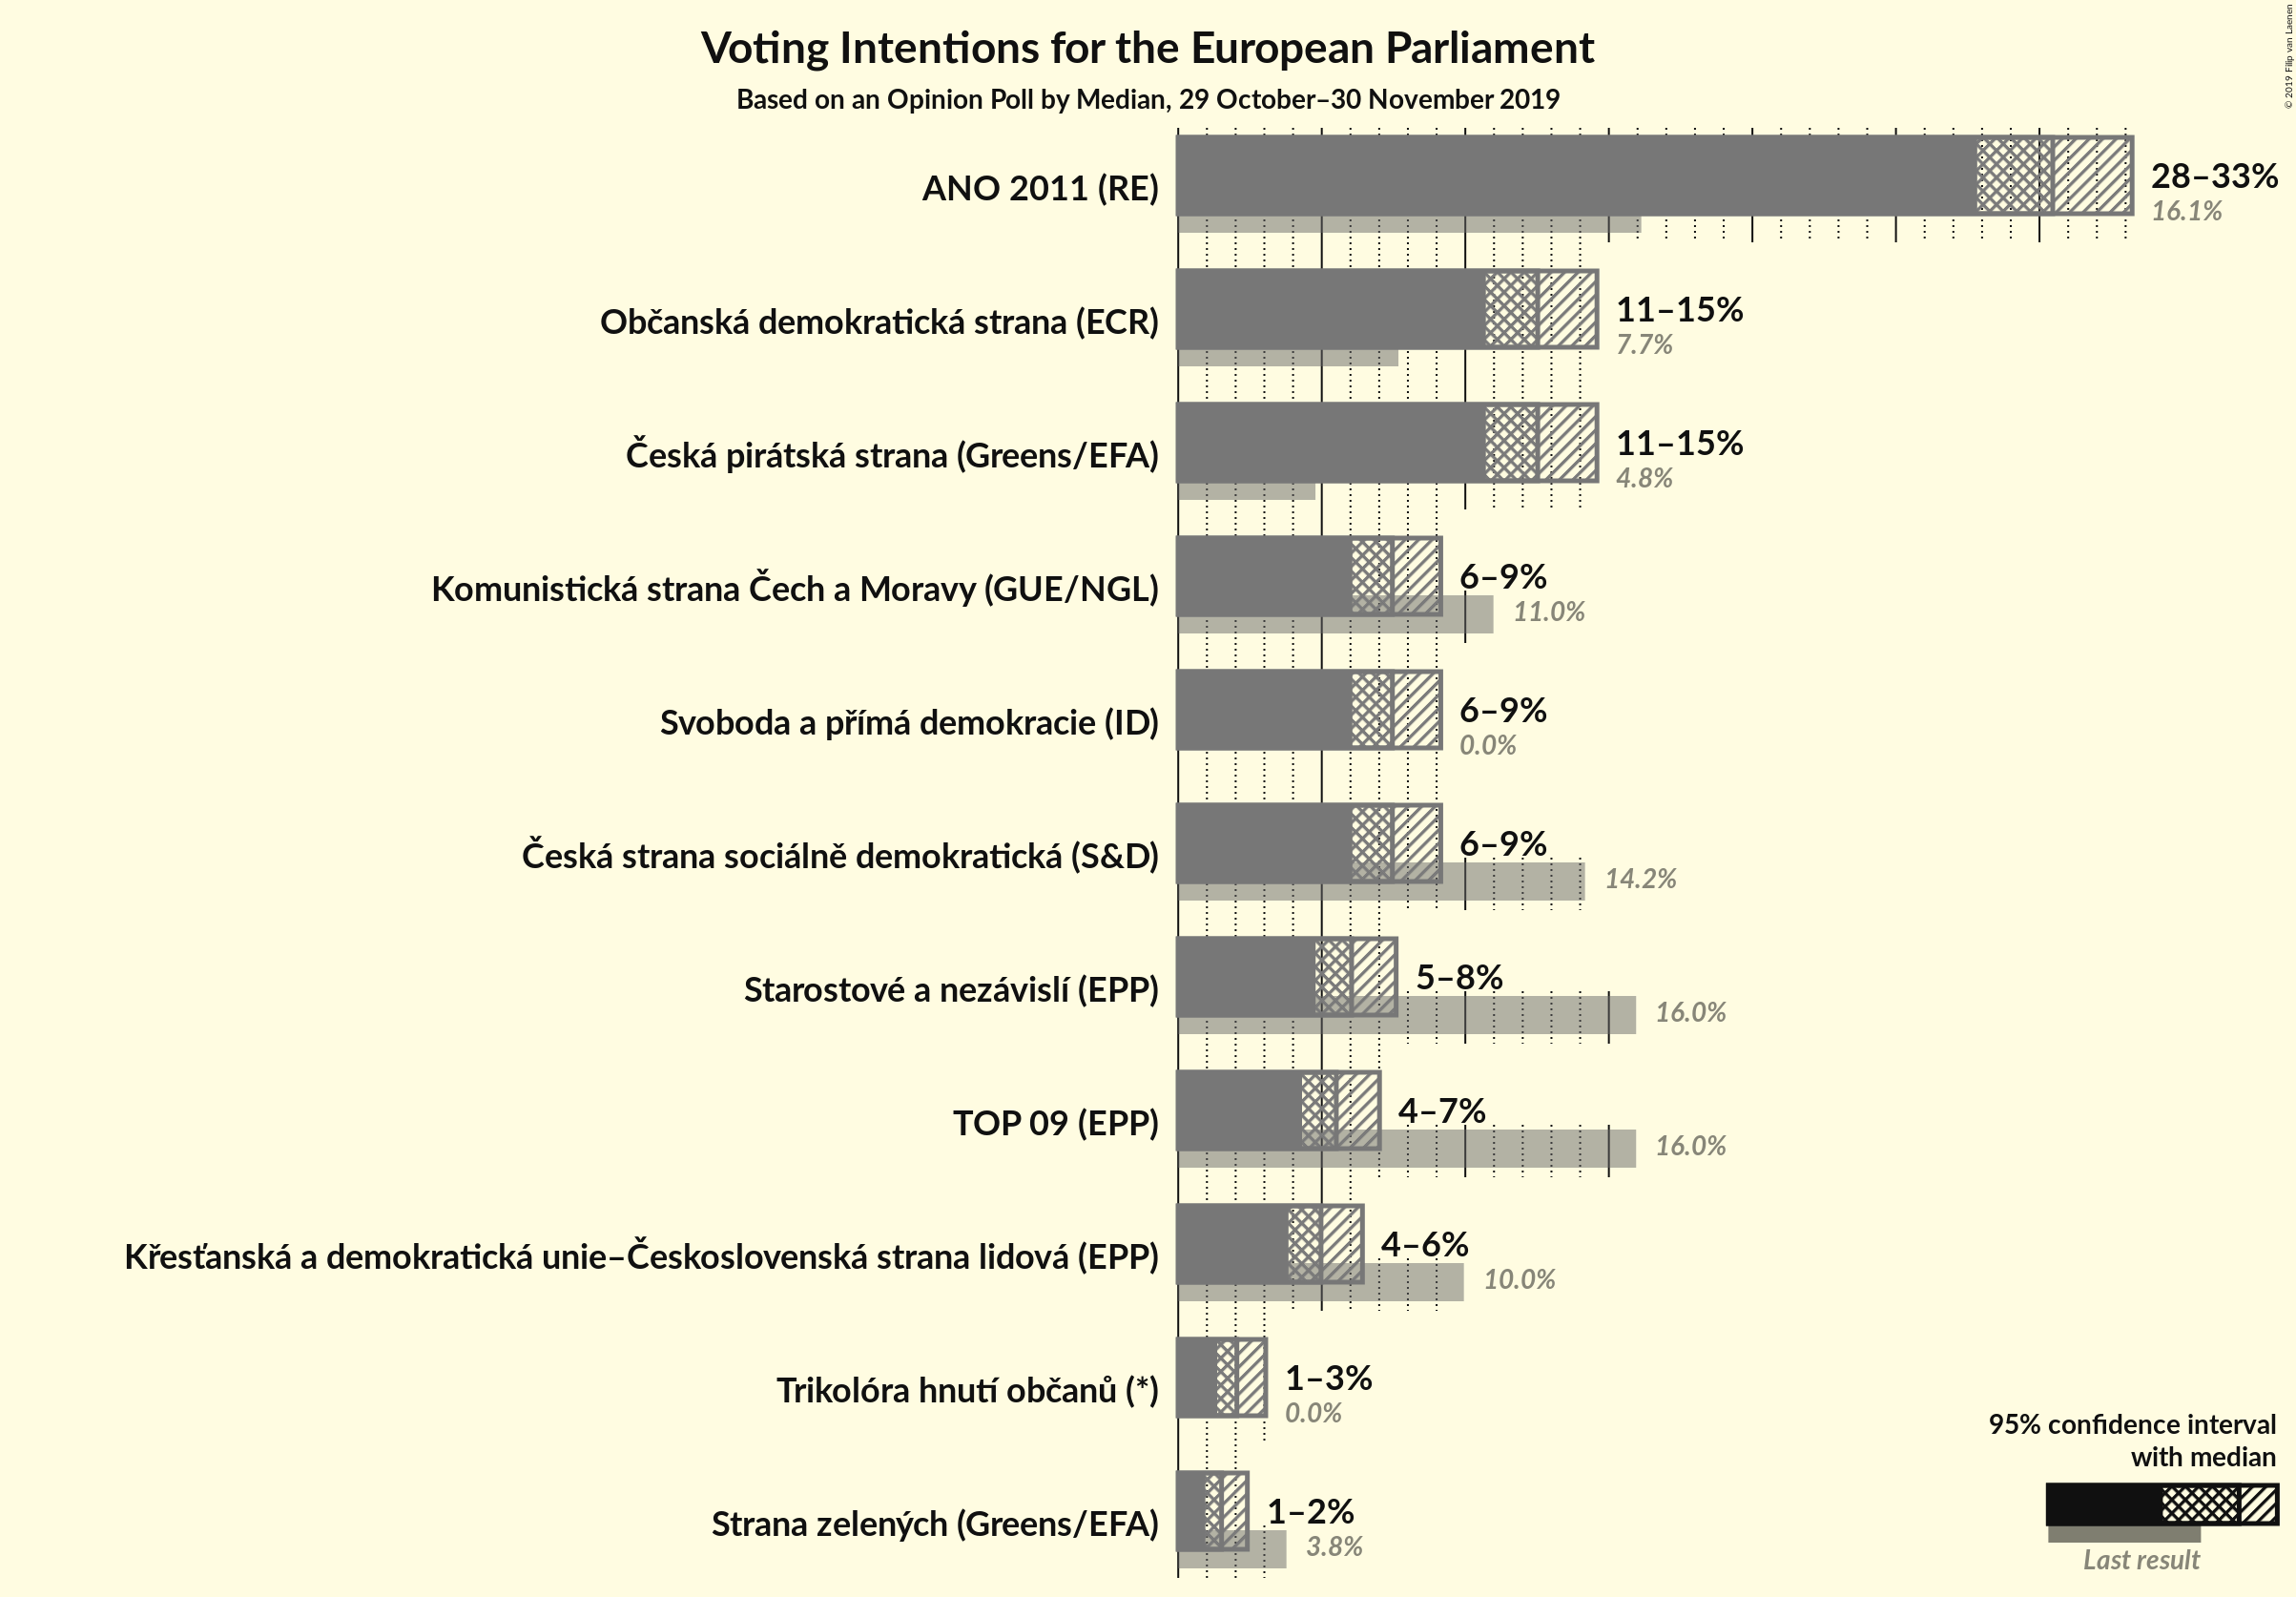 Voting Intentions for the European Parliament
Based on an Opinion Poll by Median, 29 October–30 November 2019
© 2019 Filip van Laenen
ANO 2011 (RE)
28–33%
16.1%
Občanská demokratická strana (ECR)
11–15%
7.7%
Česká pirátská strana (Greens/EFA)
11–15%
4.8%
Komunistická strana Čech a Moravy (GUE/NGL)
6–9%
11.0%
Svoboda a přímá demokracie (ID)
6–9%
0.0%
Česká strana sociálně demokratická (S&D)
6–9%
14.2%
Starostové a nezávislí (EPP)
5–8%
16.0%
TOP 09 (EPP)
4–7%
16.0%
Křesťanská a demokratická unie–Československá strana lidová (EPP)
4–6%
10.0%
Trikolóra hnutí občanů (*)
1–3%
0.0%
Strana zelených (Greens/EFA)
1–2%
3.8%
95% confidence interval
with median
Last result